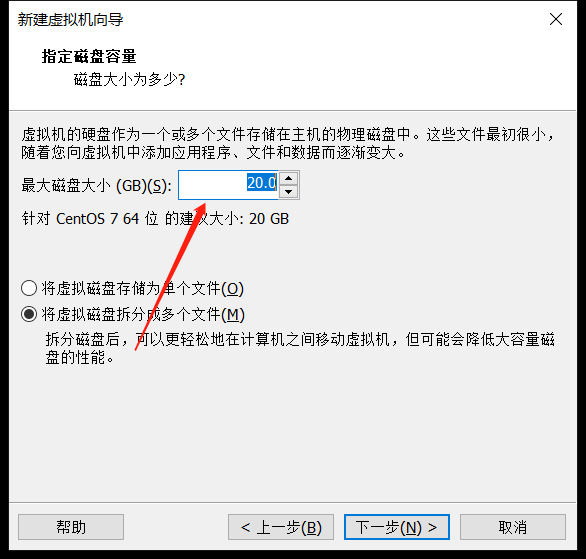 新建虚拟机向导
指定磁盘容量
磁盘大小为多少?
虚拟机的硬盘作为一个或多个文件存储在主机的物理磁盘中。这些文件最初很小，
随着您向虚拟机中添加应用程序、文件和数据而逐渐变大。
最大磁盘大小 (GB)(S): 20.0
针对 CentOS 7 64 位 的建议大小: 20 GB
将虚拟磁盘存储为单个文件(O)
将虚拟磁盘拆分成多个文件(M)
拆分磁盘后，可以更轻松地在计算机之间移动虚拟机，但可能会降低大容量磁
盘的性能。
帮助 < 上一步(B) 下一步(N) > 取消